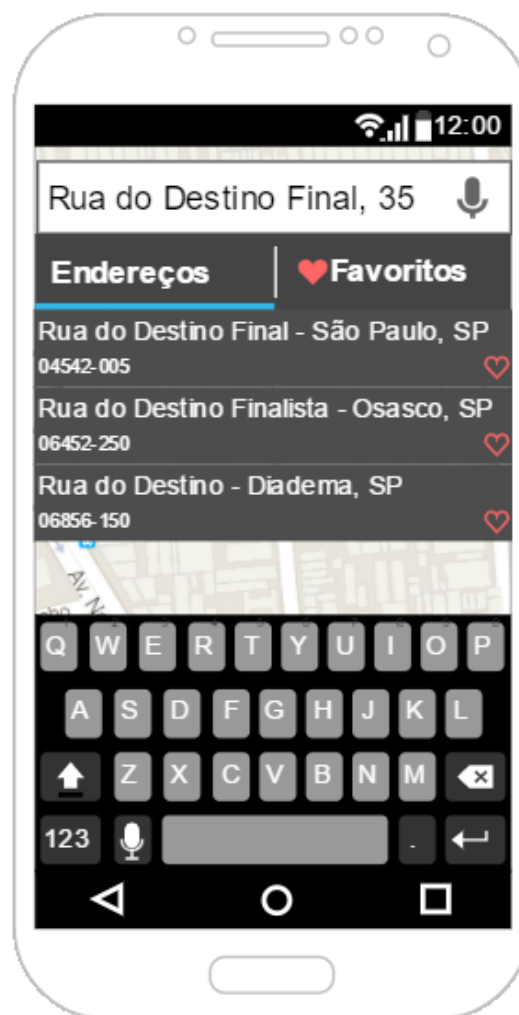 12:00
Rua do Destino Final, 35
Endereços
Favoritos
Rua do Destino Final - São Paulo, SP
04542-005
Rua do Destino Finalista - Osasco, SP
06452-250
Rua do Destino - Diadema, SP
06856-150
Av. N
Q W E R T Y U I O P
A S D F G H J K L
Z X C V B N M
123 .